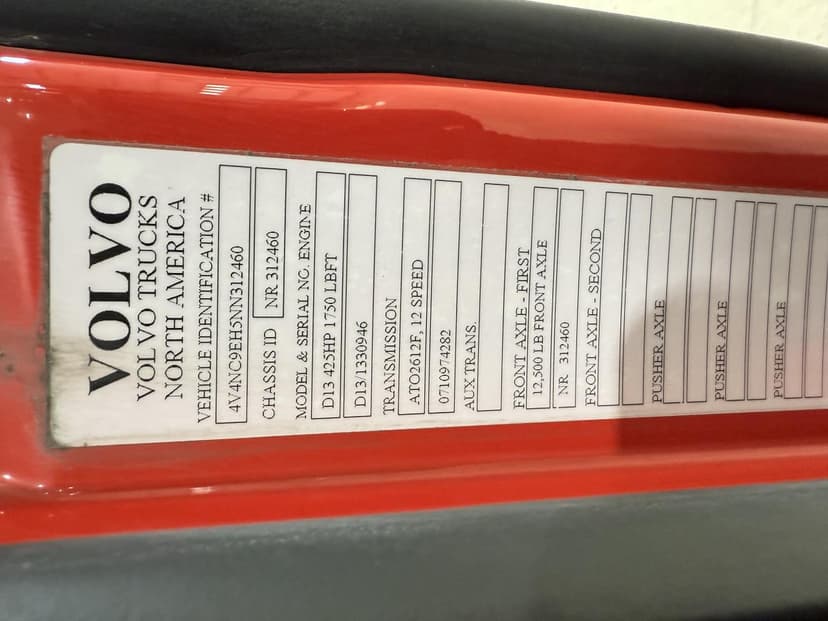 VOLVO
VOLVO TRUCKS
NORTH AMERICA
VEHICLE IDENTIFICATION #
4V4NC9EH5NN312460
CHASSIS ID
NR 312460
MODEL & SERIAL NC. ENGINE
D13 425HP 1750 LBFT
D13/1330946
TRANSMISSION
ATO2612F, 12 SPEED
0710974282
AUX TRANS.
FRONT AXLE - FIRST
12,500 LB FRONT AXLE
NR 312460
FRONT AXLE - SECOND
PUSHER AXLE
PUSHER AXLE
PUSHER AXLE